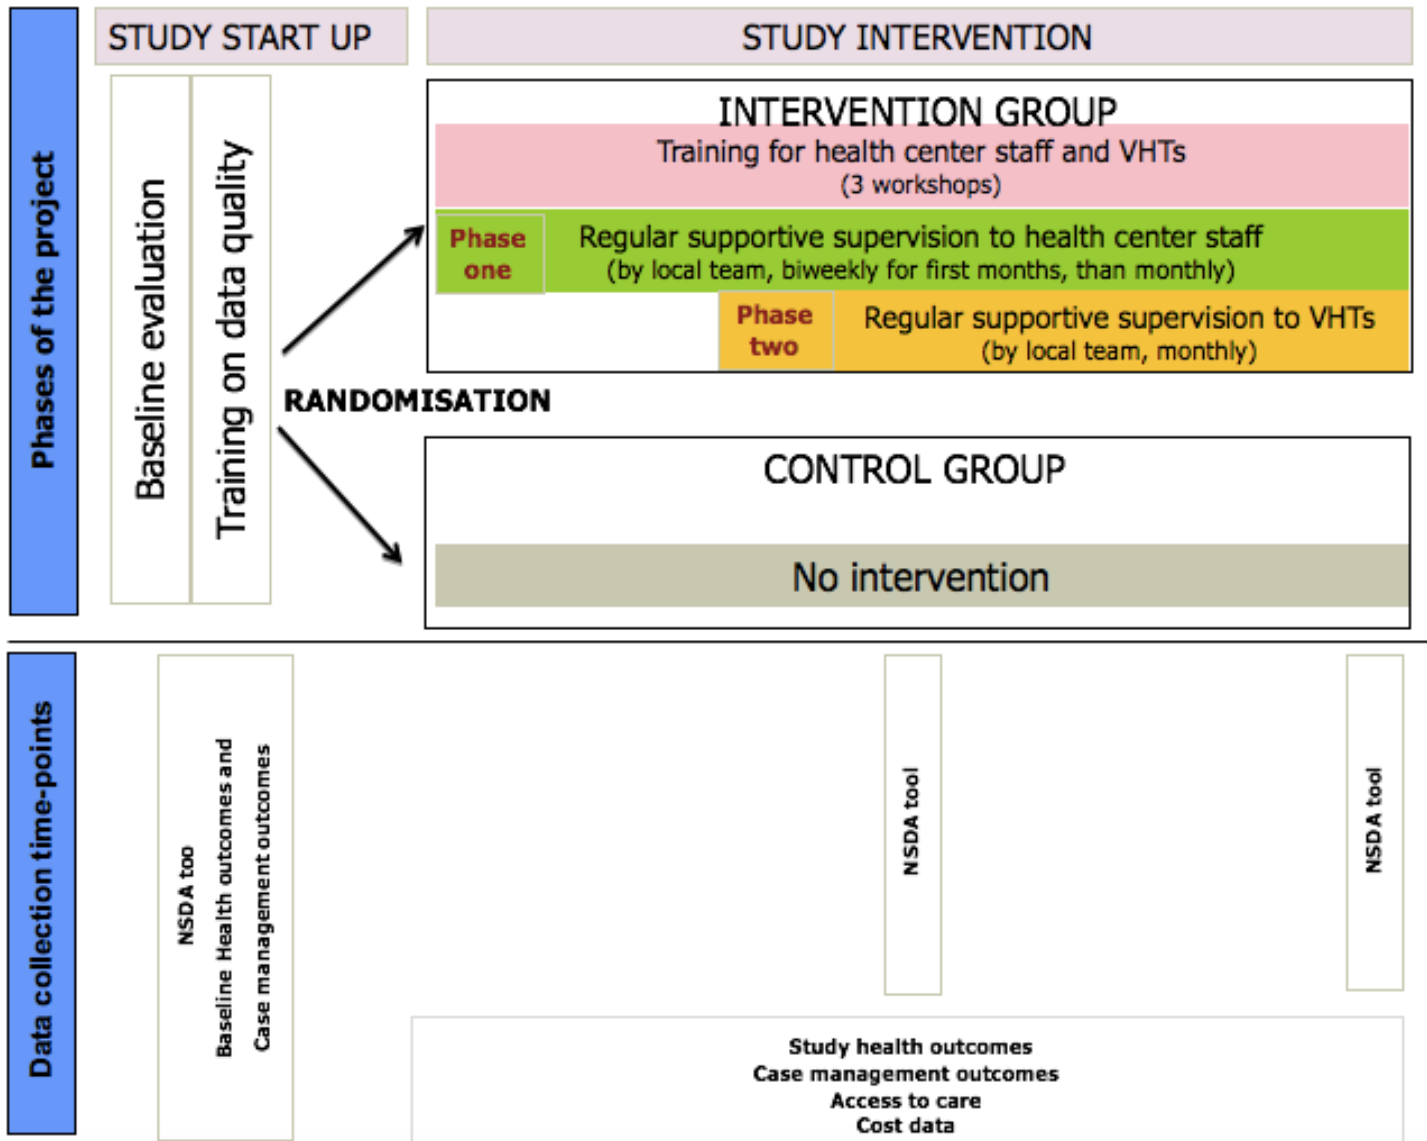 STUDY START UP
STUDY INTERVENTION
Phases of the project
Baseline evaluation
Training on data quality
RANDOMISATION
INTERVENTION GROUP
Training for health center staff and VHTs
(3 workshops)
Phase
one
Regular supportive supervision to health center staff
(by local team, biweekly for first months, than monthly)
Phase
two
Regular supportive supervision to VHTs
(by local team, monthly)
CONTROL GROUP
No intervention
Data collection time-points
NSDA too
Baseline Health outcomes and
Case management outcomes
NSDA tool
NSDA tool
Study health outcomes
Case management outcomes
Access to care
Cost data